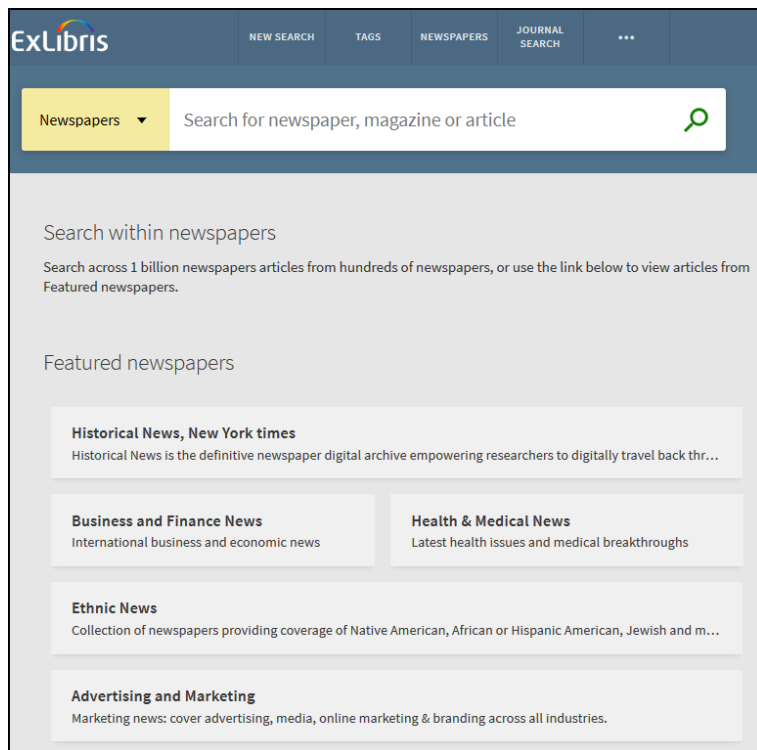 ExLibris
NEW SEARCH
TAGS
NEWSPAPERS
JOURNAL
SEARCH
•••
Newspapers
Search for newspaper, magazine or article
Search within newspapers
Search across 1 billion newspapers articles from hundreds of newspapers, or use the link below to view articles from
Featured newspapers.
Featured newspapers
Historical News, New York times
Historical News is the definitive newspaper digital archive empowering researchers to digitally travel back thr...
Business and Finance News
International business and economic news
Health & Medical News
Latest health issues and medical breakthroughs
Ethnic News
Collection of newspapers providing coverage of Native American, African or Hispanic American, Jewish and m...
Advertising and Marketing
Marketing news: cover advertising, media, online marketing & branding across all industries.